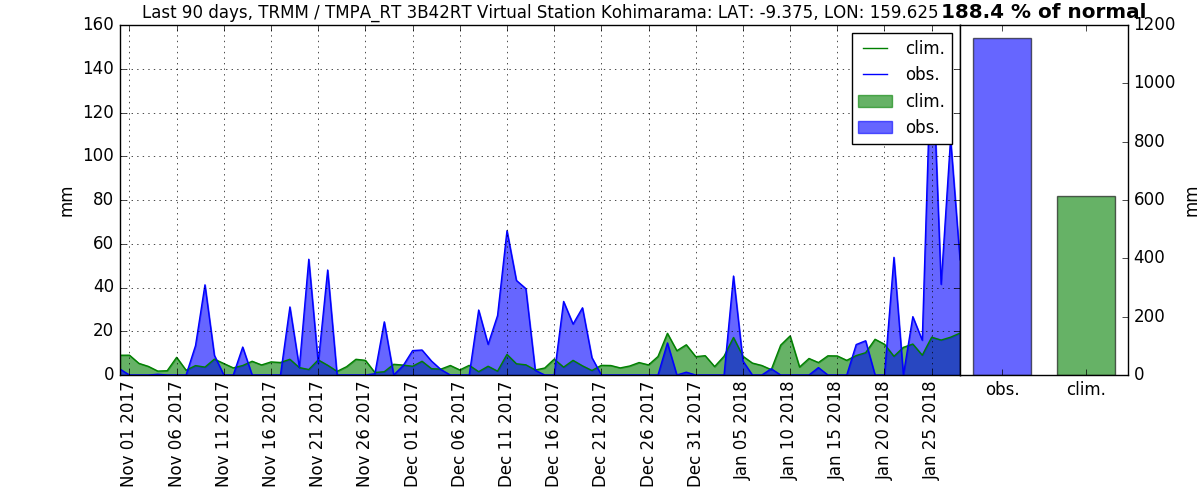 Last 90 days, TRMM / TMPA_RT 3B42RT Virtual Station Kohimarama: LAT: -9.375, LON: 159.625 188.4 % of normal
160
140
120
100
80
60
40
20
0
mm
clim.
obs.
clim.
obs.
Nov 01 2017
Nov 06 2017
Nov 11 2017
Nov 16 2017
Nov 21 2017
Nov 26 2017
Dec 01 2017
Dec 06 2017
Dec 11 2017
Dec 16 2017
Dec 21 2017
Dec 26 2017
Dec 31 2017
Jan 05 2018
Jan 10 2018
Jan 15 2018
Jan 20 2018
Jan 25 2018
1200
1000
800
600
400
200
0
mm
obs.
clim.